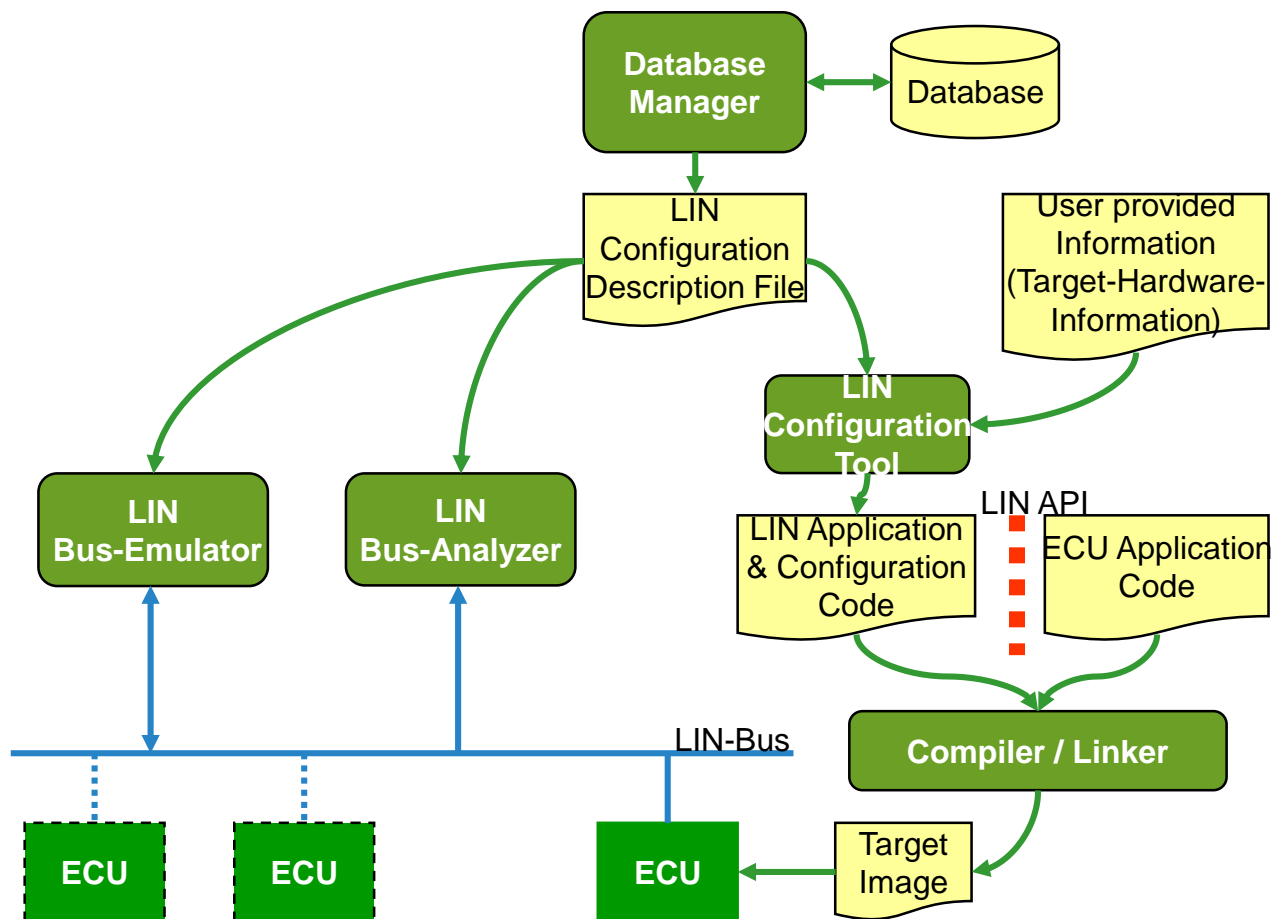 Database
Manager
Database
LIN
Configuration
Description File
User provided
Information
(Target-Hardware-
Information)
LIN
Configuration
Tool
LIN
Bus-Emulator
LIN
Bus-Analyzer
LIN API
LIN Application
& Configuration
Code
ECU Application
Code
LIN-Bus
Compiler / Linker
ECU
ECU
ECU
Target
Image